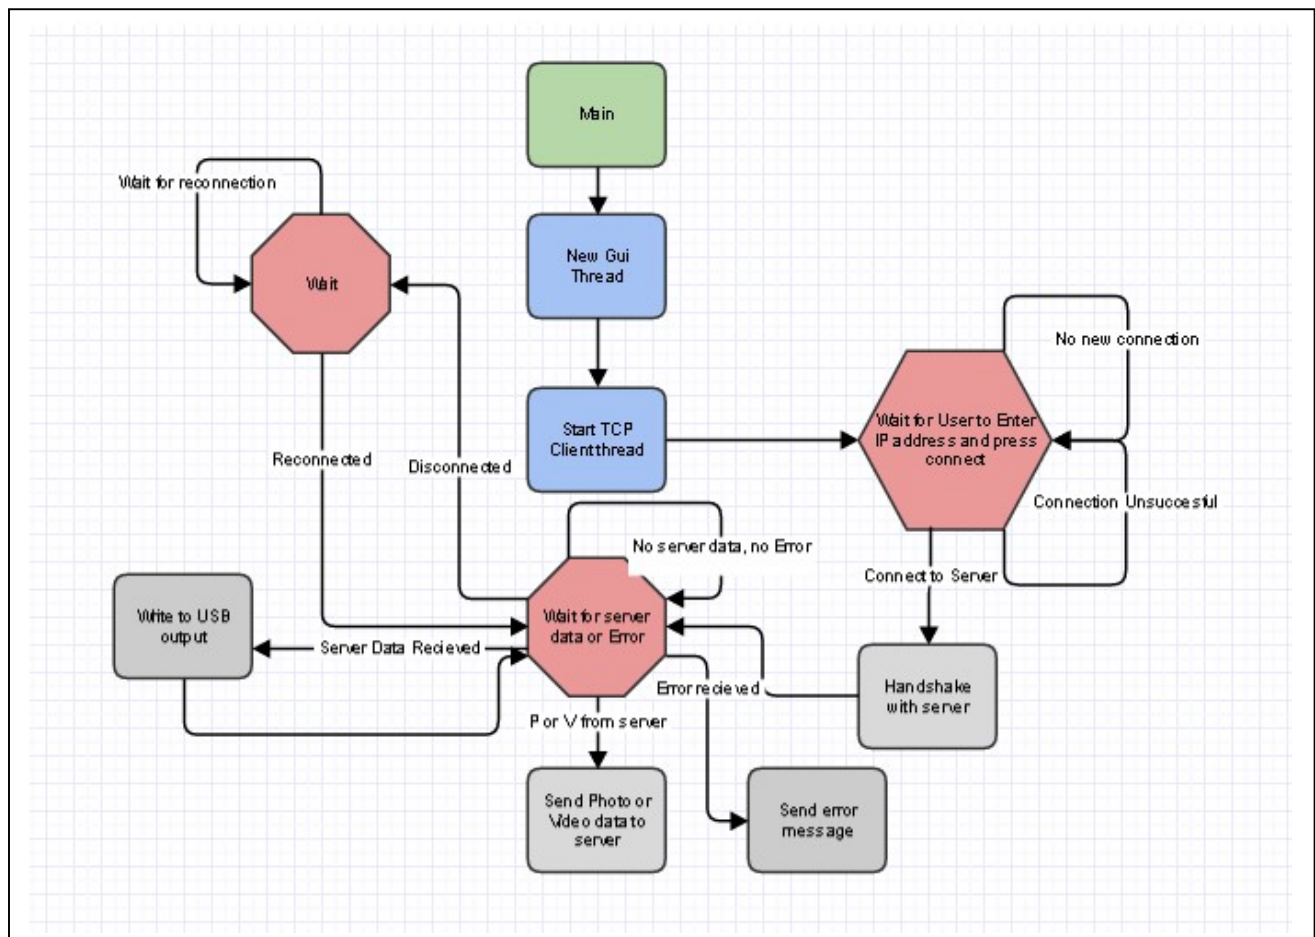 Main
Wait for reconnection
New Gui
Thread
Wait
No new connection
Start TCP
Client thread
Wait for User to Enter
IP address and press
connect
Reconnected
Disconnected
Connection Unsuccesful
No server data, no Error
Connect to Server
Write to USB
output
Wait for server
data or Error
Server Data Recieved
Error recieved
Handshake
with server
P or V from server
Send Photo or
Video data to
server
Send error
message